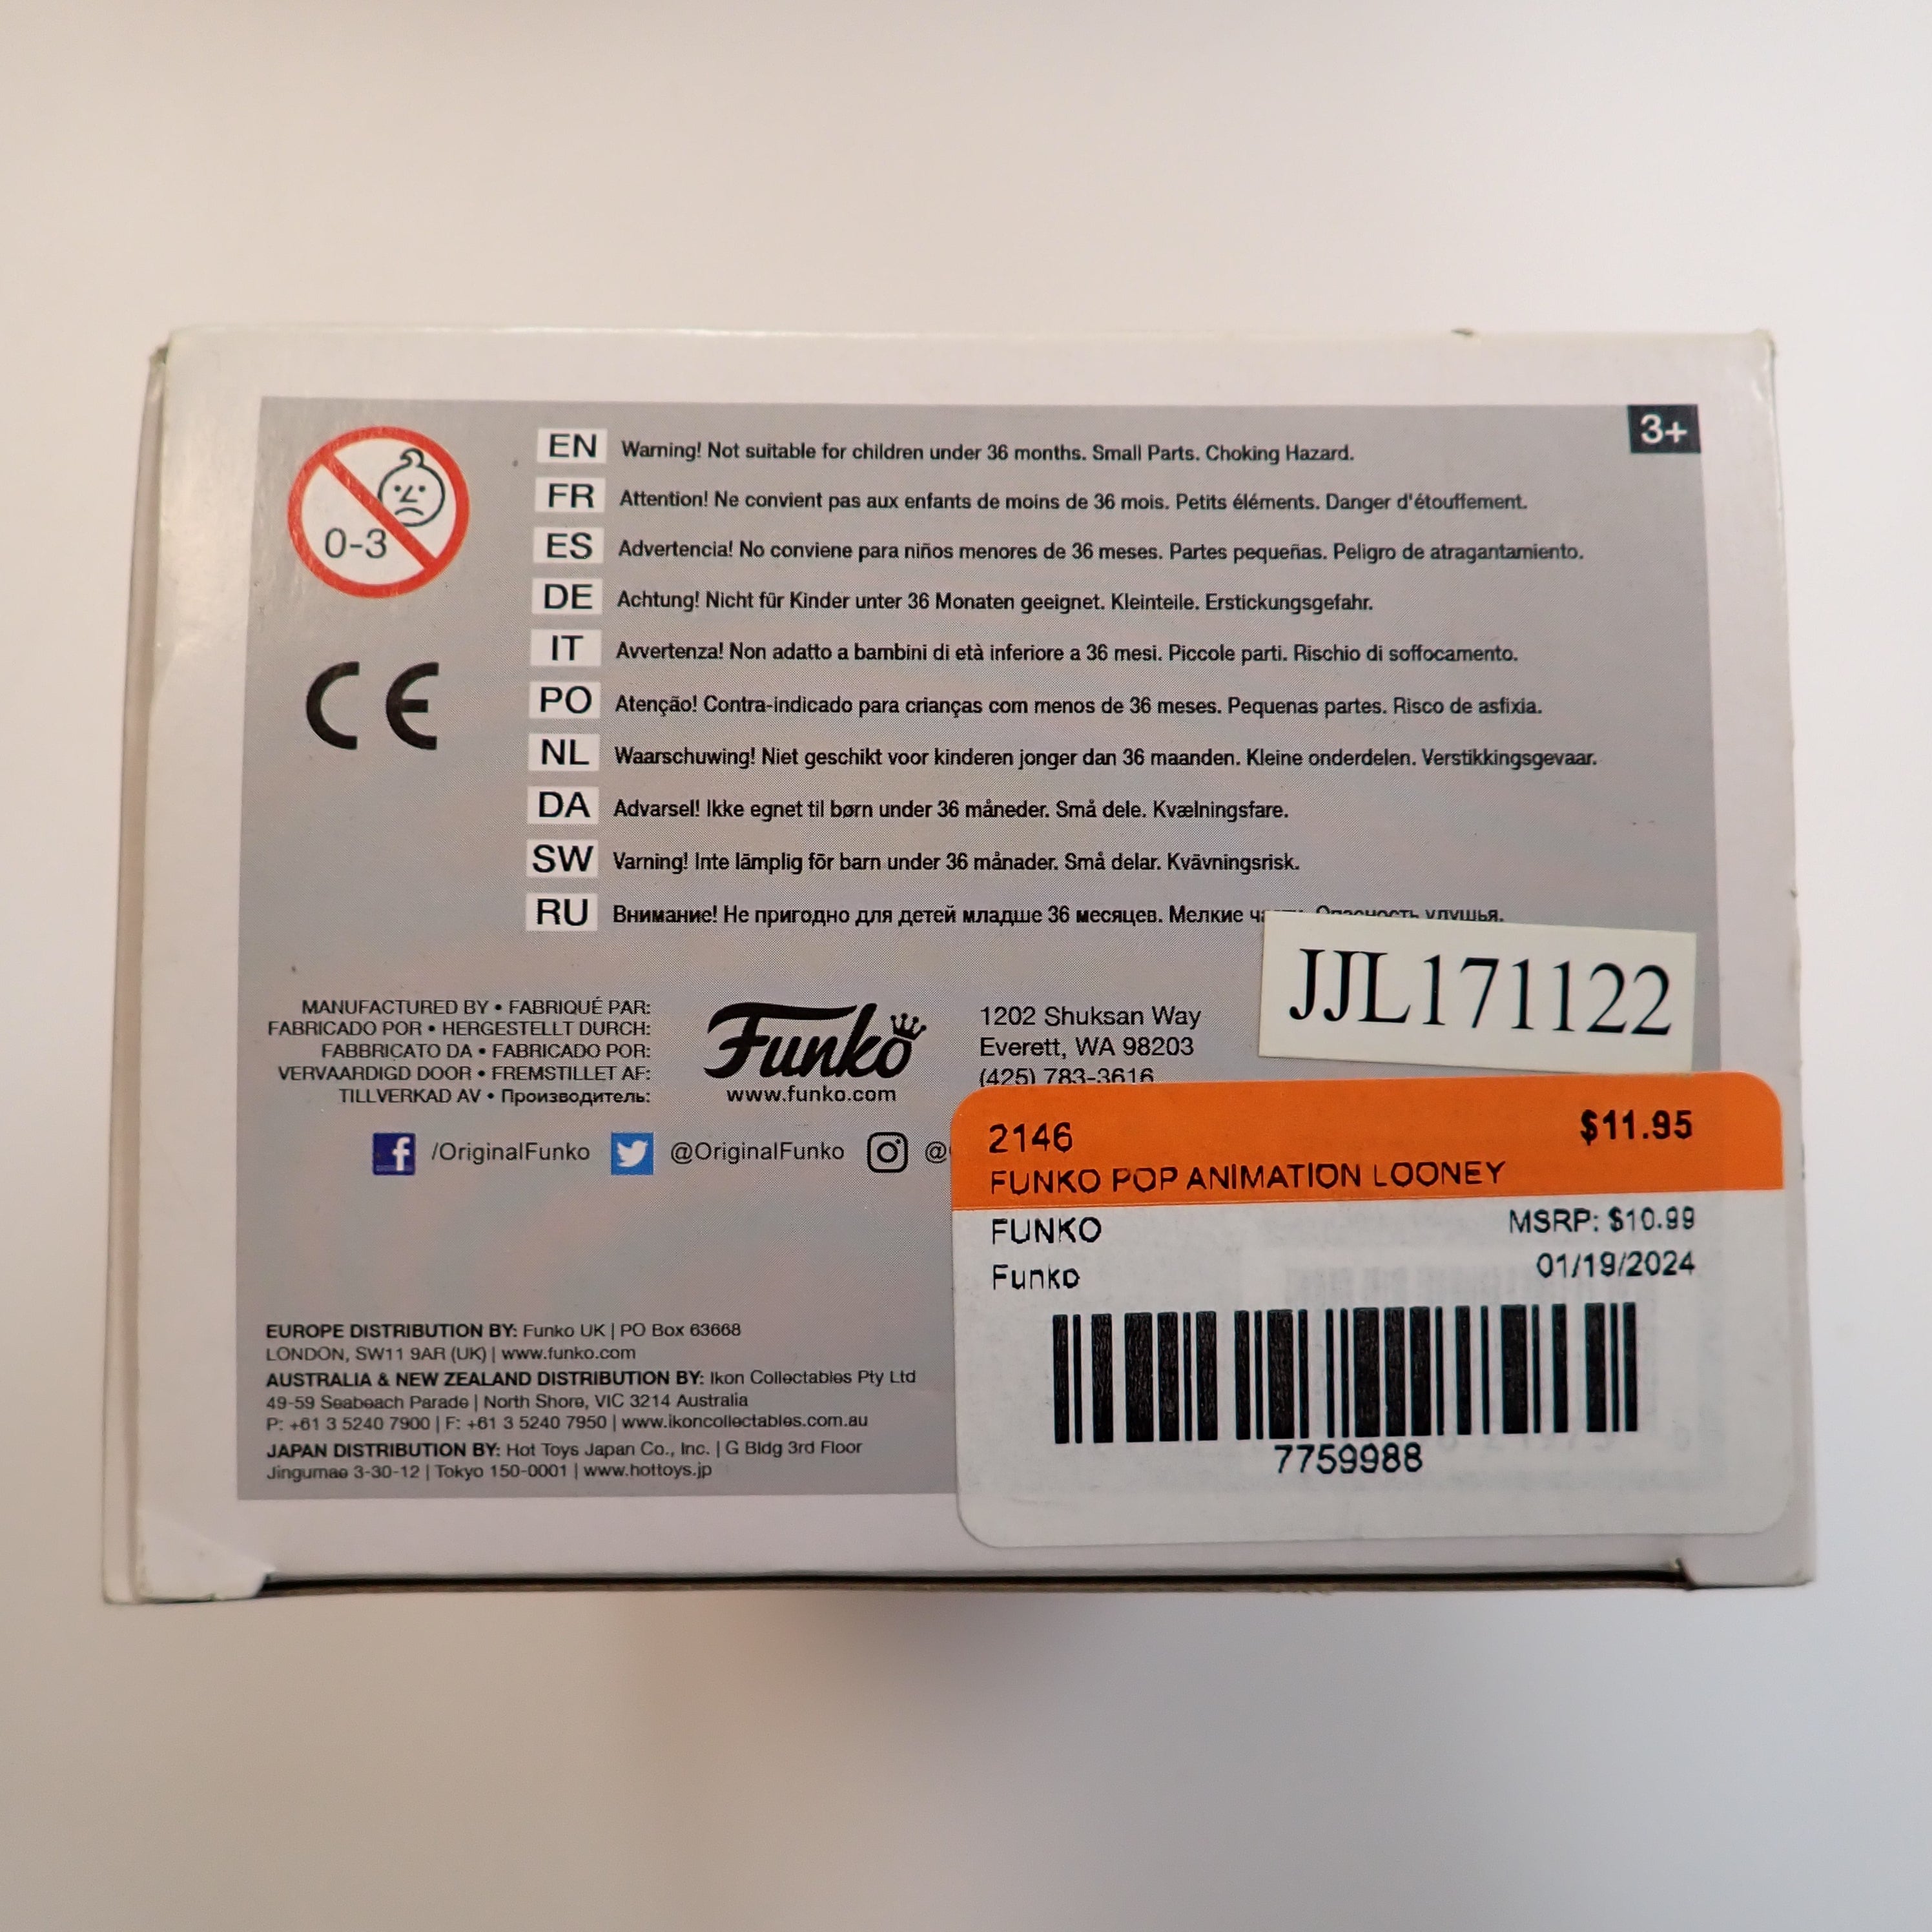 3+
0-3
CE
EN Warning! Not suitable for children under 36 months. Small Parts. Choking Hazard.
FR Attention! Ne convient pas aux enfants de moins de 36 mois. Petits éléments. Danger d'étouffement.
ES Advertencia! No conviene para niños menores de 36 meses. Partes pequeñas. Peligro de atragantamiento.
DE Achtung! Nicht für Kinder unter 36 Monaten geeignet. Kleinteile. Erstickungsgefahr.
IT Avvertenza! Non adatto a bambini di età inferiore a 36 mesi. Piccole parti. Rischio di soffocamento.
PO Atenção! Contra-indicado para crianças com menos de 36 meses. Pequenas partes. Risco de asfixia.
NL Waarschuwing! Niet geschikt voor kinderen jonger dan 36 maanden. Kleine onderdelen. Verstikkingsgevaar.
DA Advarsel! Ikke egnet til børn under 36 måneder. Små dele. Kvælningsfare.
SW Varning! Inte lämplig för barn under 36 månader. Små delar. Kvävningsrisk.
RU Внимание! Не пригодно для детей младше 36 месяцев. Мелкие Опасность удушья.
JJL171122
MANUFACTURED BY • FABRIQUÉ PAR:
FABRICADO POR • HERGESTELLT DURCH:
FABBRICATO DA • FABRICADO POR:
VERVAARDIGD DOOR • FREMSTILLET AF:
TILLVERKAD AV • Производитель:
Funko
www.funko.com
1202 Shuksan Way
Everett, WA 98203
(425) 783-3616
/OriginalFunko @OriginalFunko @
2146 $11.95
FUNKO POP ANIMATION LOONEY
FUNKO MSRP: $10.99
Funko 01/19/2024
7759988
EUROPE DISTRIBUTION BY: Funko UK | PO Box 63668
LONDON, SW11 9AR (UK) | www.funko.com
AUSTRALIA & NEW ZEALAND DISTRIBUTION BY: Ikon Collectables Pty Ltd
49-59 Seabeach Parade | North Shore, VIC 3214 Australia
P: +61 3 5240 7900 | F: +61 3 5240 7950 | www.ikoncollectables.com.au
JAPAN DISTRIBUTION BY: Hot Toys Japan Co., Inc. | G Bldg 3rd Floor
Jingumae 3-30-12 | Tokyo 150-0001 | www.hottoys.jp